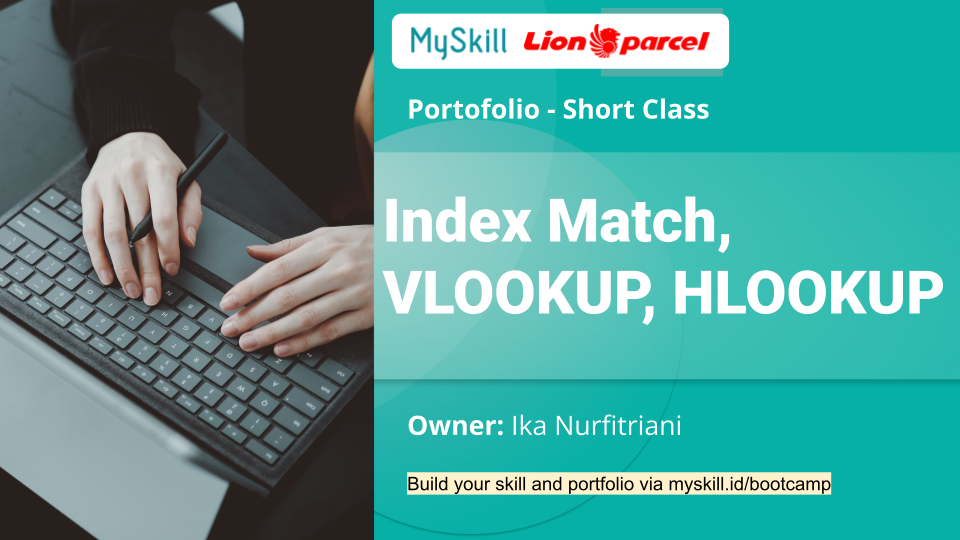 MySkill Lion parcel
Portofolio - Short Class
Index Match,
VLOOKUP, HLOOKUP
Owner: Ika Nurfitriani
Build your skill and portfolio via myskill.id/bootcamp